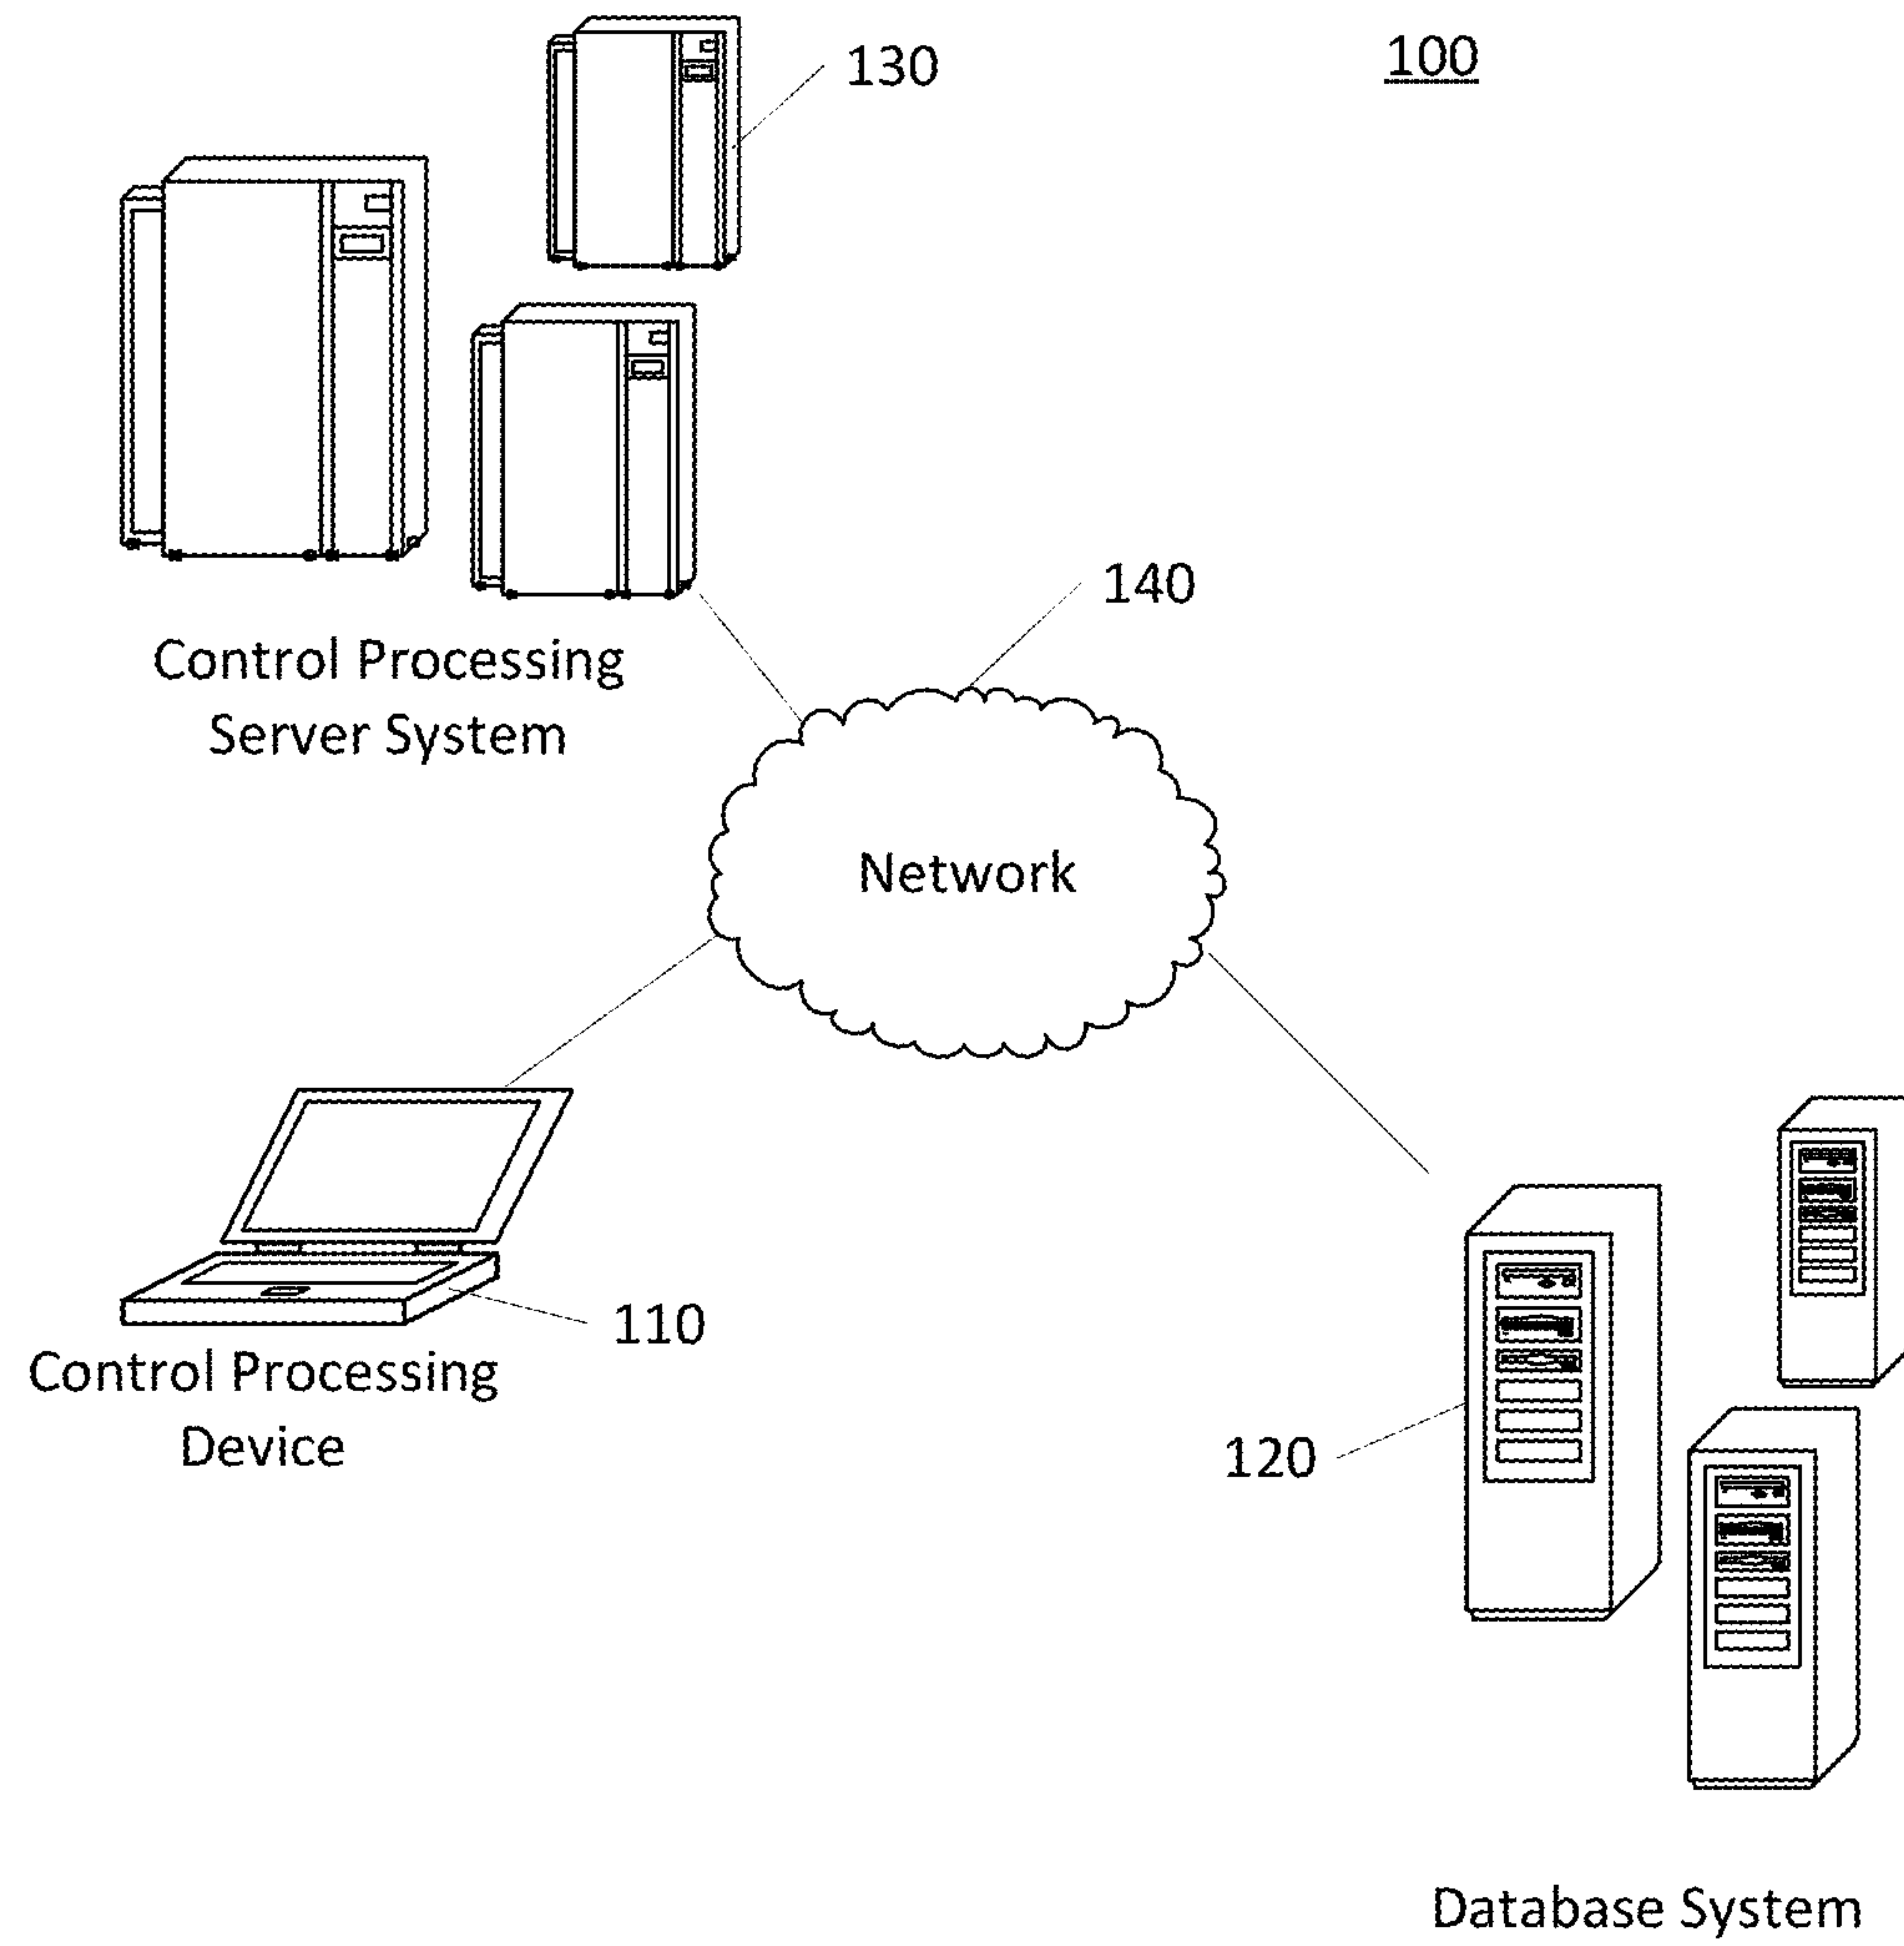 130
100
140
Control Processing
Server System
Network
110
Control Processing
Device
120
Database System